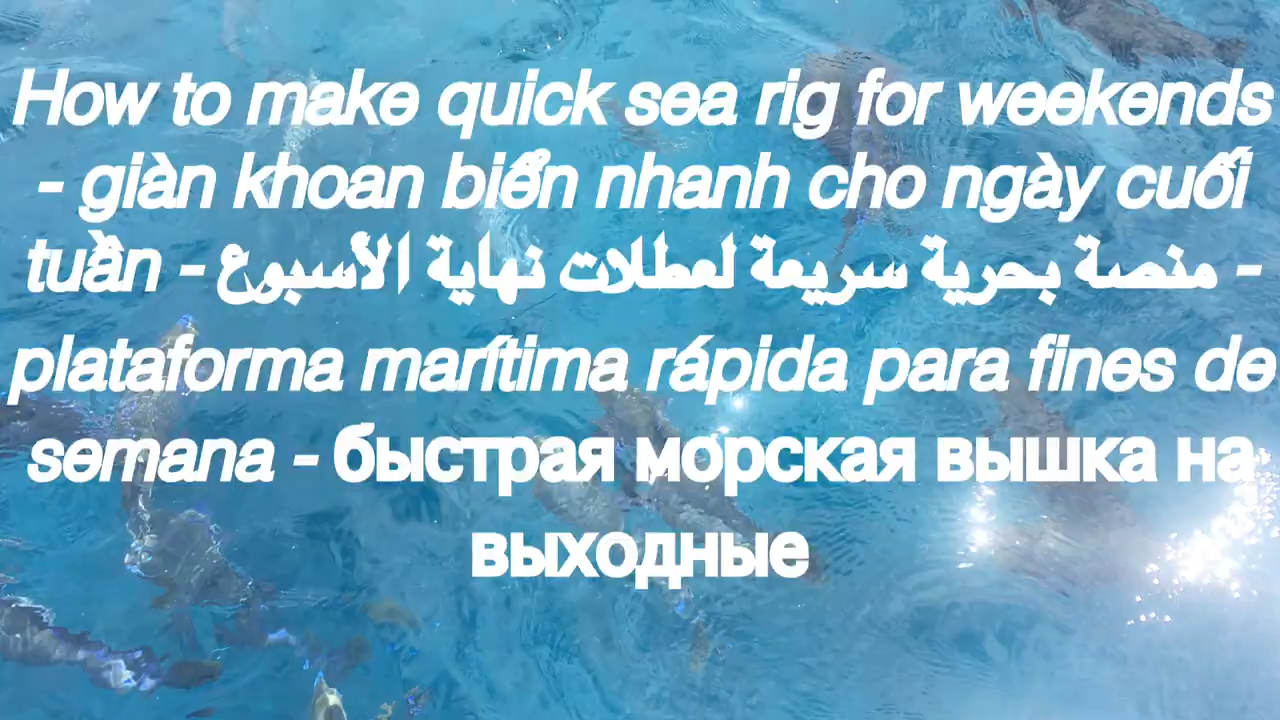 How to make quick sea rig for weekends
- giàn khoan biển nhanh cho ngày cuối
tuần - منصة بحرية سريعة لعطلات نهاية الأسبوع -
plataforma marítima rápida para fines de
semana - быстрая морская вышка на
выходные